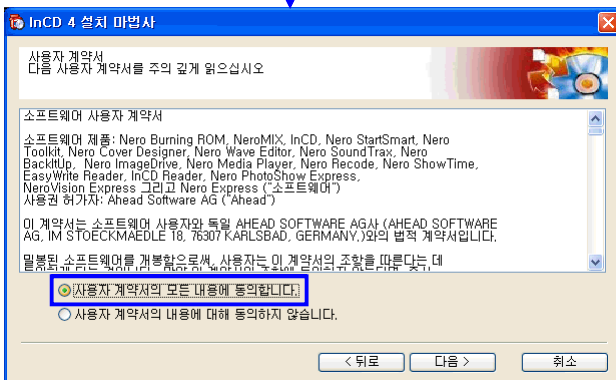 InCD 4 설치 마법사
사용자 계약서
다음 사용자 계약서를 주의 깊게 읽으십시오
소프트웨어 사용자 계약서
소프트웨어 제품: Nero Burning ROM, NeroMIX, InCD, Nero StartSmart, Nero
Toolkit, Nero Cover Designer, Nero Wave Editor, Nero SoundTrax, Nero
BackItUp, Nero ImageDrive, Nero Media Player, Nero Recode, Nero ShowTime,
EasyWrite Reader, InCD Reader, Nero PhotoShow Express,
NeroVision Express 그리고 Nero Express ("소프트웨어")
사용권 허가자: Ahead Software AG ("Ahead")
이 계약서는 소프트웨어 사용자와 독일 AHEAD SOFTWARE AG사 (AHEAD SOFTWARE
AG, IM STOECKMAEDLE 18, 76307 KARLSBAD, GERMANY,)와의 법적 계약서입니다.
밀봉된 소프트웨어를 개봉함으로써, 사용자는 이 계약서의 조항을 따른다는 데
사용자 계약서의 모든 내용에 동의합니다.
사용자 계약서의 내용에 대해 동의하지 않습니다.
< 뒤로
다음 >
취소